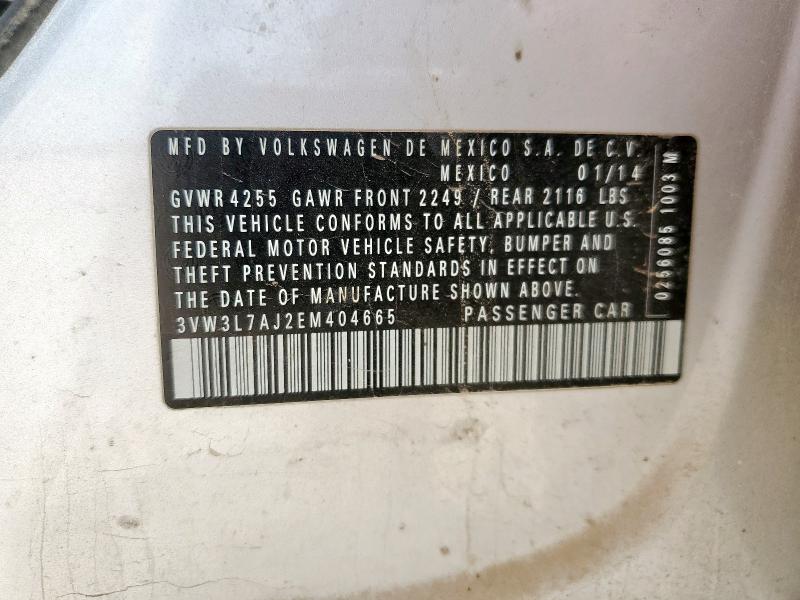 MFD BY VOLKSWAGEN DE MEXICO S.A. DE C.V.
MEXICO 01/14
GVWR 4255 GAWR FRONT 2249 / REAR 2116 LBS
THIS VEHICLE CONFORMS TO ALL APPLICABLE U.S.
FEDERAL MOTOR VEHICLE SAFETY, BUMPER AND
THEFT PREVENTION STANDARDS IN EFFECT ON
THE DATE OF MANUFACTURE SHOWN ABOVE.
3VW3L7AJ2EM404665 PASSENGER CAR
0256085 1003 M